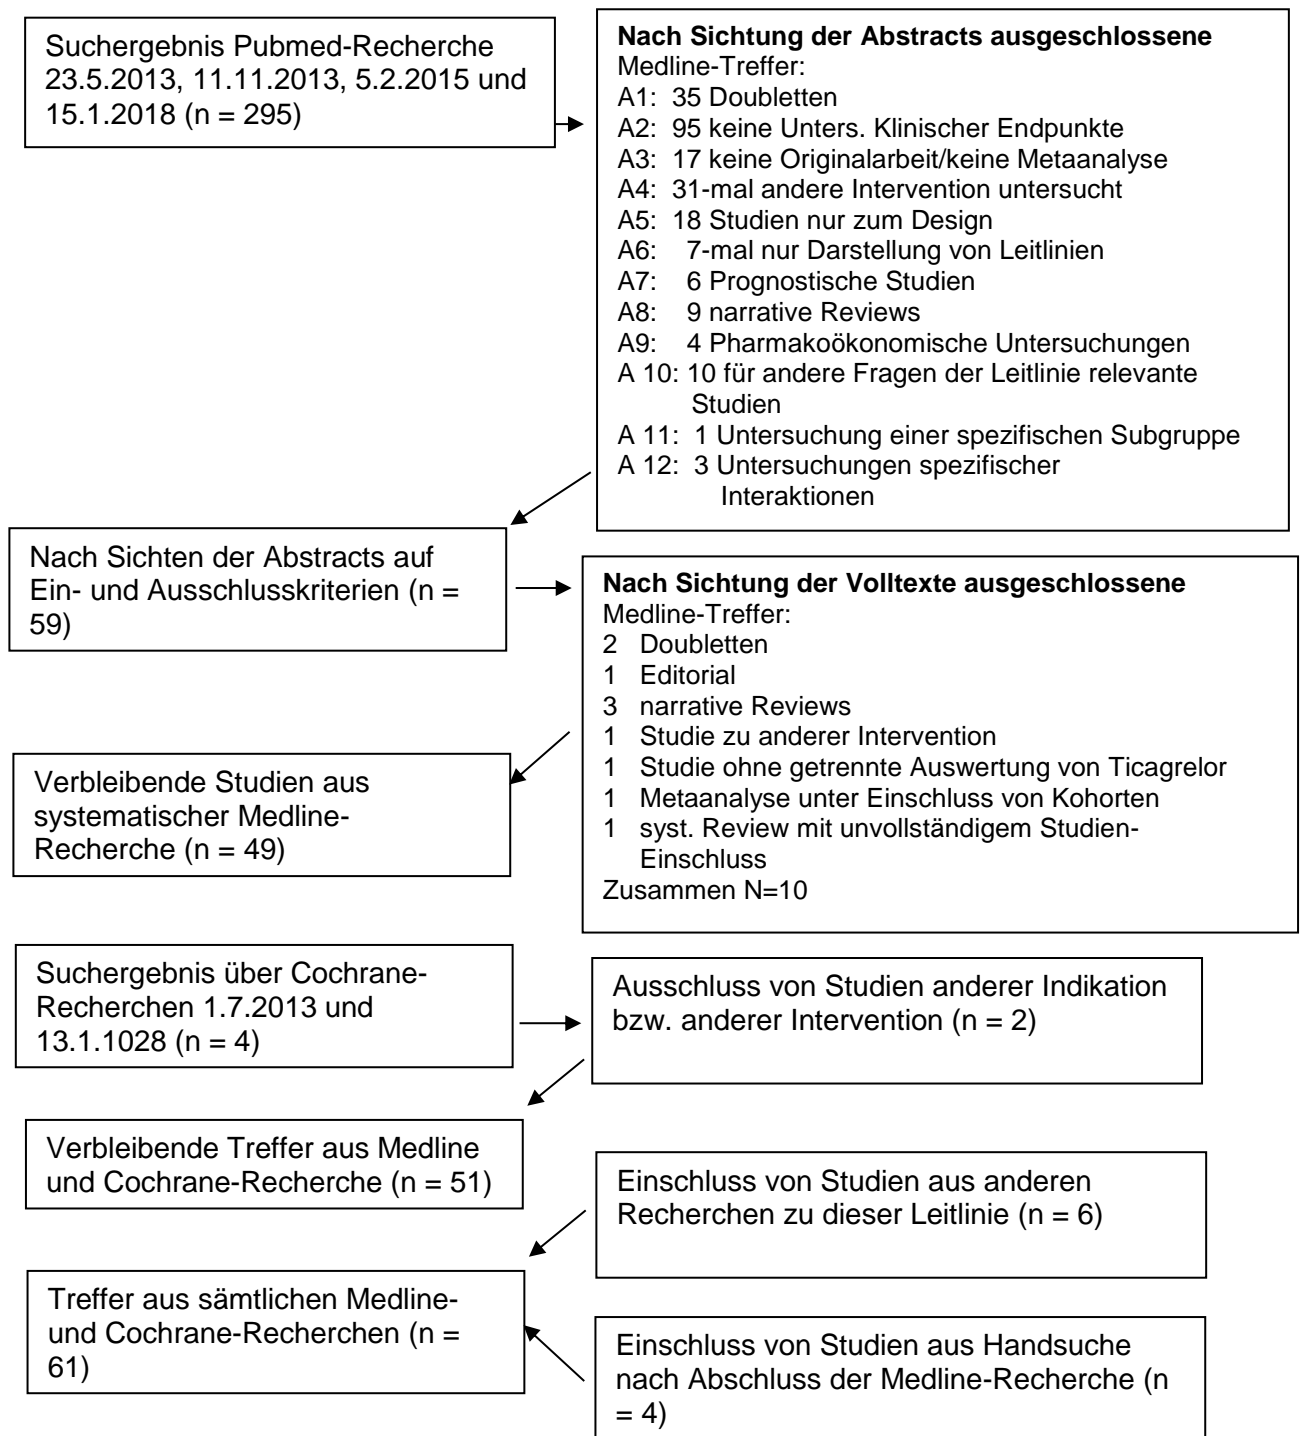 Suchergebnis Pubmed-Recherche
23.5.2013, 11.11.2013, 5.2.2015 und
15.1.2018 (n = 295)
Nach Sichtung der Abstracts ausgeschlossene
Medline-Treffer:
A1: 35 Doubletten
A2: 95 keine Unters. Klinischer Endpunkte
A3: 17 keine Originalarbeit/keine Metaanalyse
A4: 31-mal andere Intervention untersucht
A5: 18 Studien nur zum Design
A6: 7-mal nur Darstellung von Leitlinien
A7: 6 Prognostische Studien
A8: 9 narrative Reviews
A9: 4 Pharmakoökonomische Untersuchungen
A 10: 10 für andere Fragen der Leitlinie relevante
Studien
A 11: 1 Untersuchung einer spezifischen Subgruppe
A 12: 3 Untersuchungen spezifischer
Interaktionen
Nach Sichten der Abstracts auf
Ein- und Ausschlusskriterien (n =
59)
Nach Sichtung der Volltexte ausgeschlossene
Medline-Treffer:
2 Doubletten
1 Editorial
3 narrative Reviews
1 Studie zu anderer Intervention
1 Studie ohne getrennte Auswertung von Ticagrelor
1 Metaanalyse unter Einschluss von Kohorten
1 syst. Review mit unvollständigem Studien-
Einschluss
Zusammen N=10
Verbleibende Studien aus
systematischer Medline-
Recherche (n = 49)
Suchergebnis über Cochrane-
Recherchen 1.7.2013 und
13.1.1028 (n = 4)
Ausschluss von Studien anderer Indikation
bzw. anderer Intervention (n = 2)
Verbleibende Treffer aus Medline
und Cochrane-Recherche (n = 51)
Einschluss von Studien aus anderen
Recherchen zu dieser Leitlinie (n = 6)
Treffer aus sämtlichen Medline-
und Cochrane-Recherchen (n =
61)
Einschluss von Studien aus Handsuche
nach Abschluss der Medline-Recherche (n
= 4)